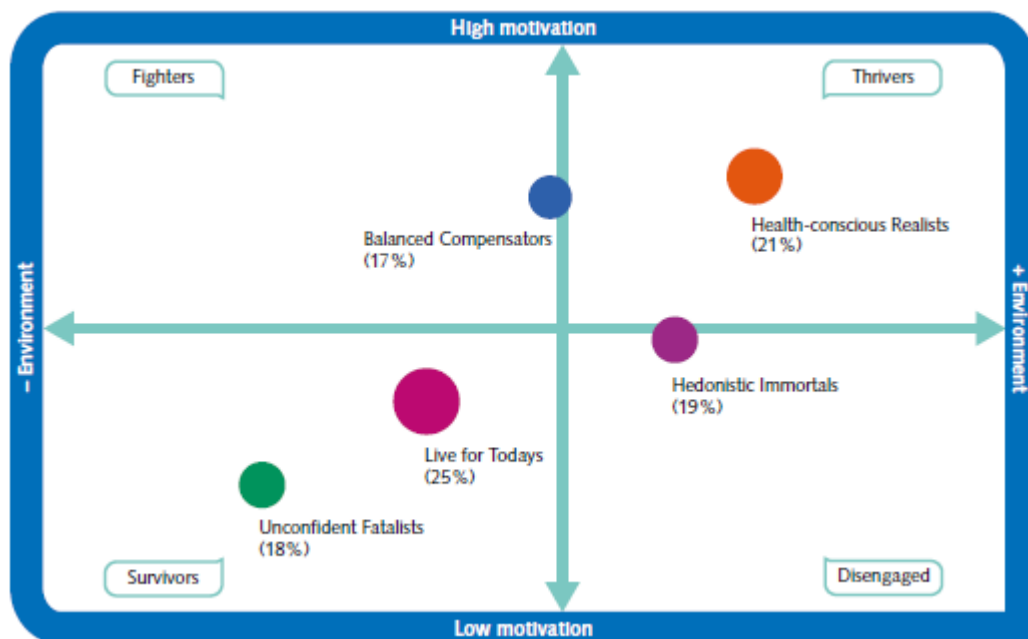 High motivation
Fighters
Thrivers
Balanced Compensators
(17%)
Health-conscious Realists
(21%)
– Environment
+ Environment
Hedonistic Immortals
(19%)
Live for Todays
(25%)
Unconfident Fatalists
(18%)
Survivors
Disengaged
Low motivation